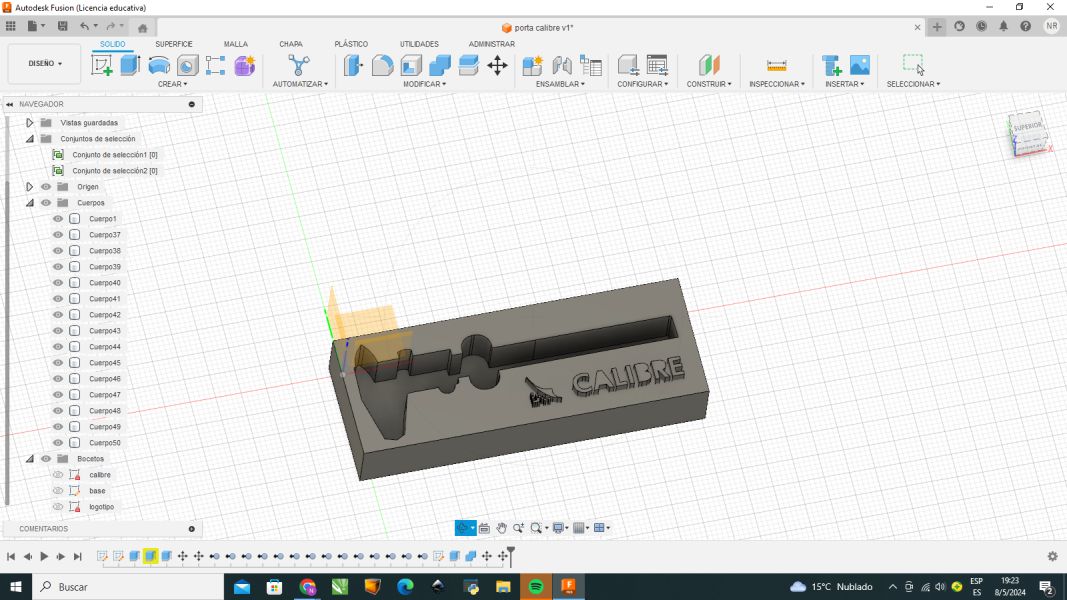 Autodesk Fusion (Licencia educativa)
porta calibre v1*
NR
DISEÑO
SÓLIDO
SUPERFICIE
MALLA
CHAPA
PLÁSTICO
UTILIDADES
ADMINISTRAR
CREAR
AUTOMATIZAR
MODIFICAR
ENSAMBLAR
CONFIGURAR
CONSTRUIR
INSPECCIONAR
INSERTAR
SELECCIONAR
NAVEGADOR
Vistas guardadas
Conjuntos de selección
Conjunto de selección1 [0]
Conjunto de selección2 [0]
Origen
Cuerpos
Cuerpo1
Cuerpo37
Cuerpo38
Cuerpo39
Cuerpo40
Cuerpo41
Cuerpo42
Cuerpo43
Cuerpo44
Cuerpo45
Cuerpo46
Cuerpo47
Cuerpo48
Cuerpo49
Cuerpo50
Bocetos
calibre
base
logotipo
SUPERIOR
X
CALIBRE
COMENTARIOS
Buscar
15°C Nublado
ESP
ES
19:23
8/5/2024
2